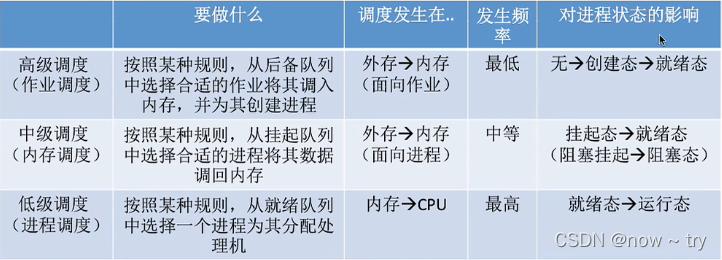 要做什么 调度发生在.. 发生频率 对进程状态的影响
高级调度（作业调度） 按照某种规则，从后备队列中选择合适的作业将其调入内存，并为其创建进程 外存→内存（面向作业） 最低 无→创建态→就绪态
中级调度（内存调度） 按照某种规则，从挂起队列中选择合适的进程将其数据调回内存 外存→内存（面向进程） 中等 挂起态→就绪态（阻塞挂起→阻塞态）
低级调度（进程调度） 按照某种规则，从就绪队列中选择一个进程为其分配处理机 内存→CPU 最高 就绪态→运行态
CSDN @now ~ try